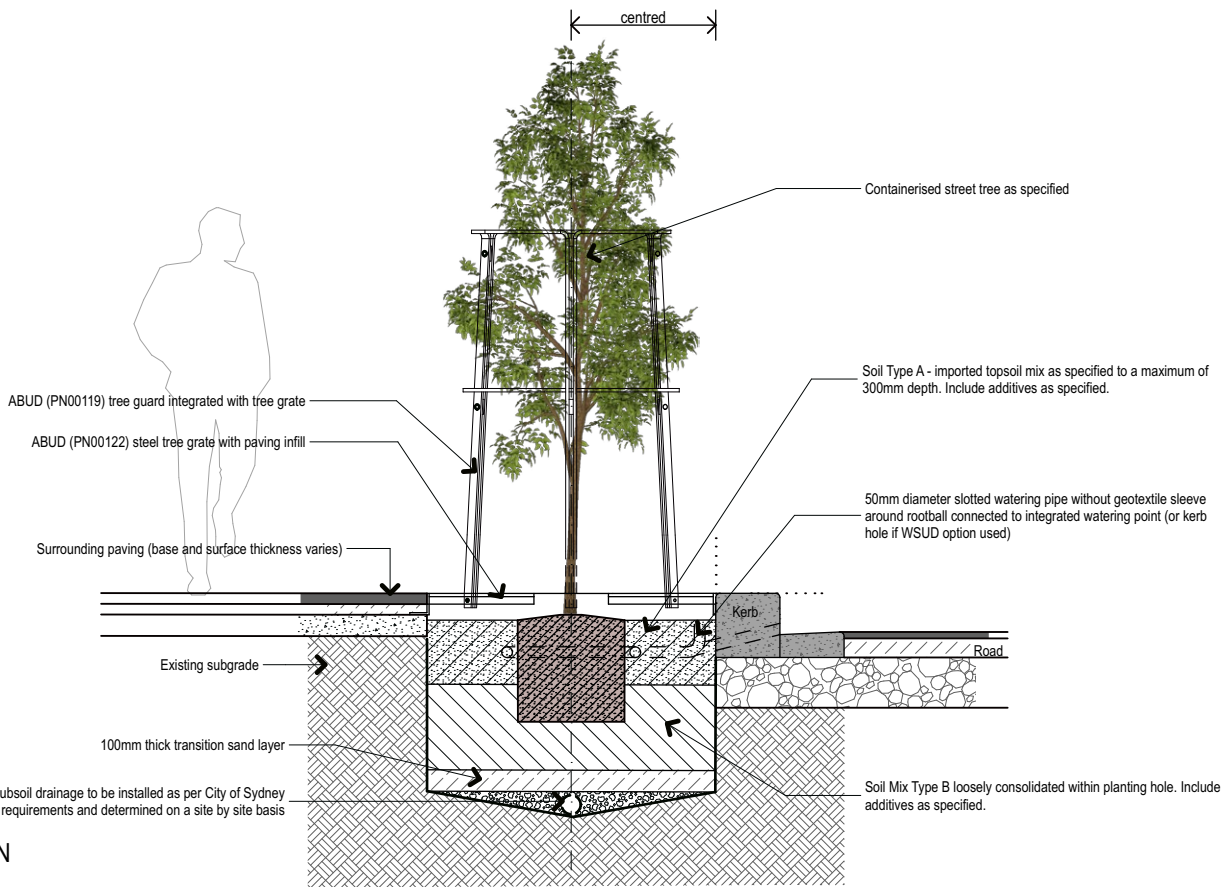 centred
Containerised street tree as specified
Soil Type A - imported topsoil mix as specified to a maximum of
300mm depth. Include additives as specified.
ABUD (PN00119) tree guard integrated with tree grate
ABUD (PN00122) steel tree grate with paving infill
50mm diameter slotted watering pipe without geotextile sleeve
around rootball connected to integrated watering point (or kerb
hole if WSUD option used)
Surrounding paving (base and surface thickness varies)
Kerb
Road
Existing subgrade
100mm thick transition sand layer
ubsoil drainage to be installed as per City of Sydney
requirements and determined on a site by site basis
Soil Mix Type B loosely consolidated within planting hole. Include
additives as specified.
N